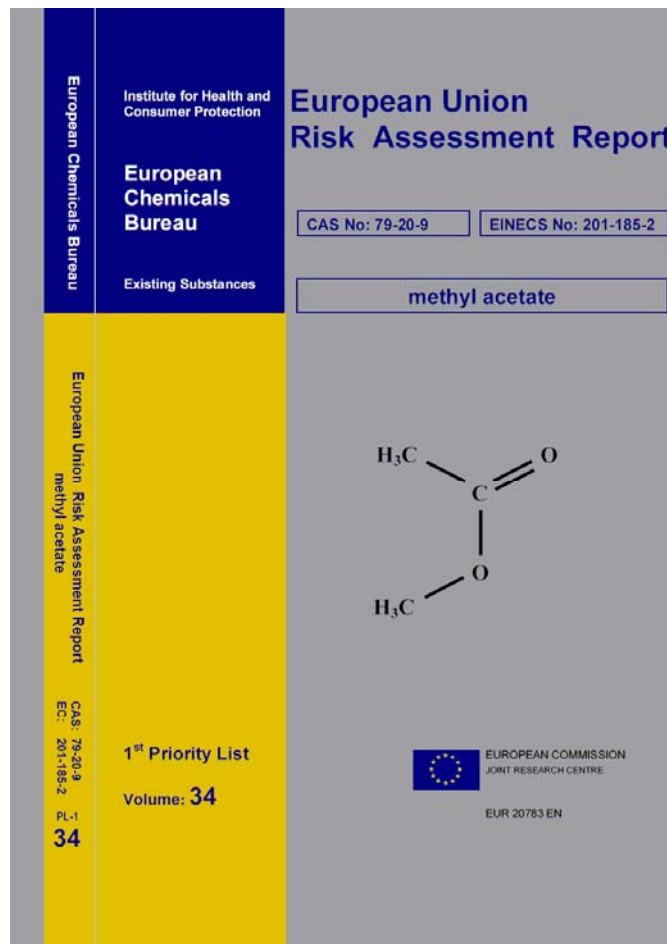 European Chemicals Bureau
European Union Risk Assessment Report
methyl acetate
CAS: 79-20-9
EC: 201-185-2
PL-1
34
Institute for Health and
Consumer Protection
European
Chemicals
Bureau
Existing Substances
1st Priority List
Volume: 34
European Union
Risk Assessment Report
CAS No: 79-20-9
EINECS No: 201-185-2
methyl acetate
H₃C
O
C
O
H₃C
EUROPEAN COMMISSION
JOINT RESEARCH CENTRE
EUR 20783 EN